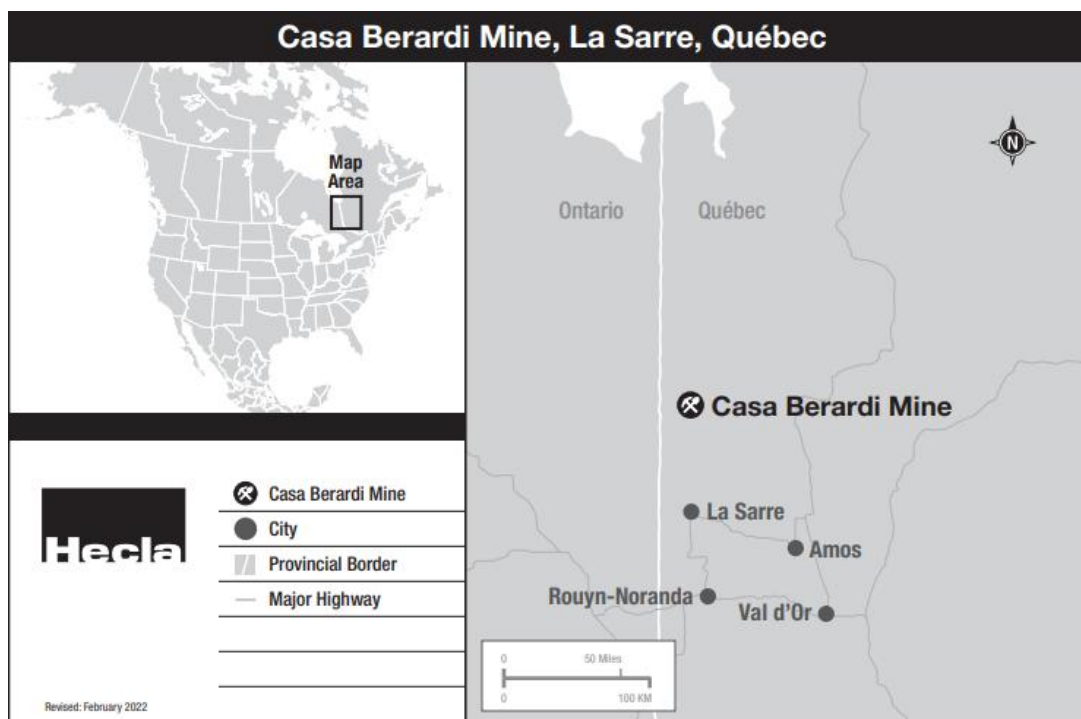 Casa Berardi Mine, La Sarre, Québec
Map
Area
Hecla
Casa Berardi Mine
City
Provincial Border
Major Highway
Revised: February 2022
N
Ontario
Québec
Casa Berardi Mine
La Sarre
Amos
Rouyn-Noranda
Val d'Or
0 50 Miles
0 100 KM